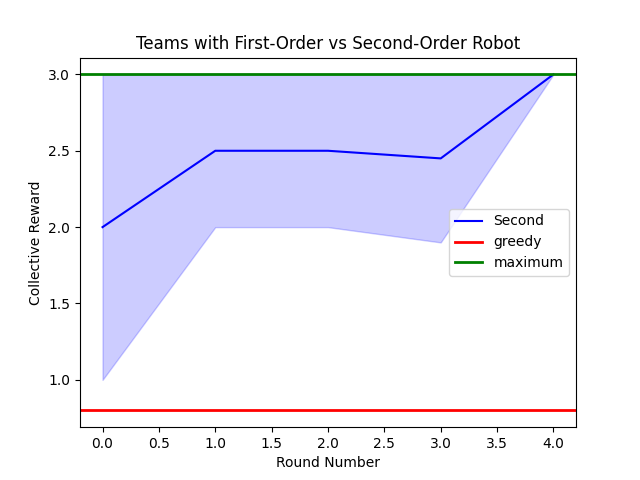 Teams with First-Order vs Second-Order Robot
Collective Reward
3.0
2.5
2.0
1.5
1.0
Second
greedy
maximum
0.0 0.5 1.0 1.5 2.0 2.5 3.0 3.5 4.0
Round Number